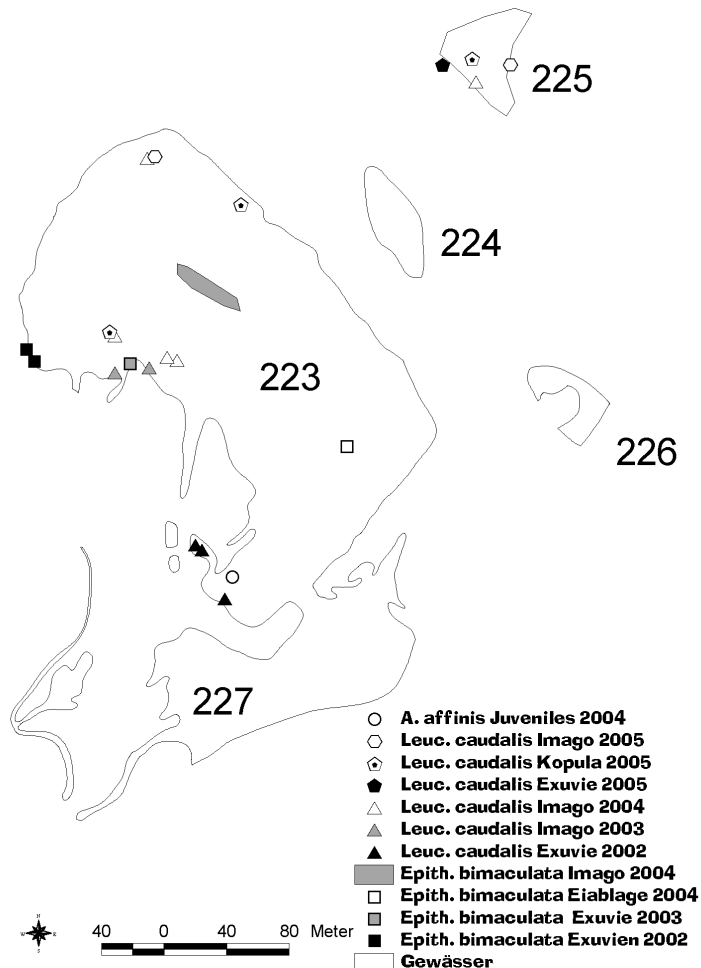 225
224
223
226
227
A. affinis Juveniles 2004
Leuc. caudalis Imago 2005
Leuc. caudalis Kopula 2005
Leuc. caudalis Exuvie 2005
Leuc. caudalis Imago 2004
Leuc. caudalis Imago 2003
Leuc. caudalis Exuvie 2002
Epith. bimaculata Imago 2004
Epith. bimaculata Eiablage 2004
Epith. bimaculata Exuvie 2003
Epith. bimaculata Exuvien 2002
Gewässer
N
W E
S
40 0 40 80 Meter